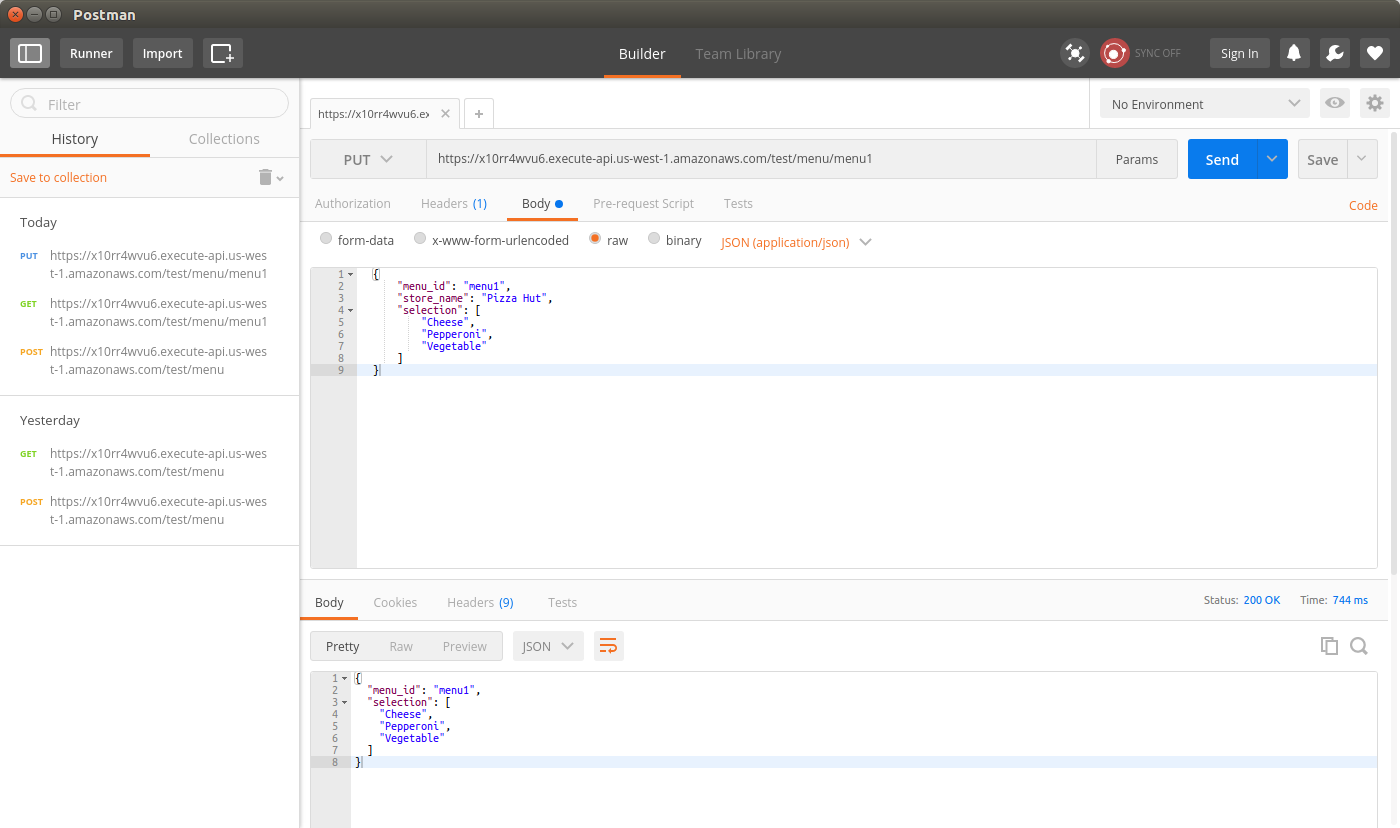 Postman
Runner Import Builder Team Library SYNC OFF Sign In
Filter
History Collections
Save to collection
Today
PUT https://x10rr4wvu6.execute-api.us-wes
t-1.amazonaws.com/test/menu/menu1
GET https://x10rr4wvu6.execute-api.us-wes
t-1.amazonaws.com/test/menu/menu1
POST https://x10rr4wvu6.execute-api.us-wes
t-1.amazonaws.com/test/menu
Yesterday
GET https://x10rr4wvu6.execute-api.us-wes
t-1.amazonaws.com/test/menu
POST https://x10rr4wvu6.execute-api.us-wes
t-1.amazonaws.com/test/menu
https://x10rr4wvu6.ex No Environment
PUT https://x10rr4wvu6.execute-api.us-west-1.amazonaws.com/test/menu/menu1 Params Send Save
Authorization Headers (1) Body Pre-request Script Tests Code
form-data x-www-form-urlencoded raw binary JSON (application/json)
1 {
2 "menu_id": "menu1",
3 "store_name": "Pizza Hut",
4 "selection": [
5 "Cheese",
6 "Pepperoni",
7 "Vegetable"
8 ]
9 }
Body Cookies Headers (9) Tests Status: 200 OK Time: 744 ms
Pretty Raw Preview JSON
1 {
2 "menu_id": "menu1",
3 "selection": [
4 "Cheese",
5 "Pepperoni",
6 "Vegetable"
7 ]
8 }